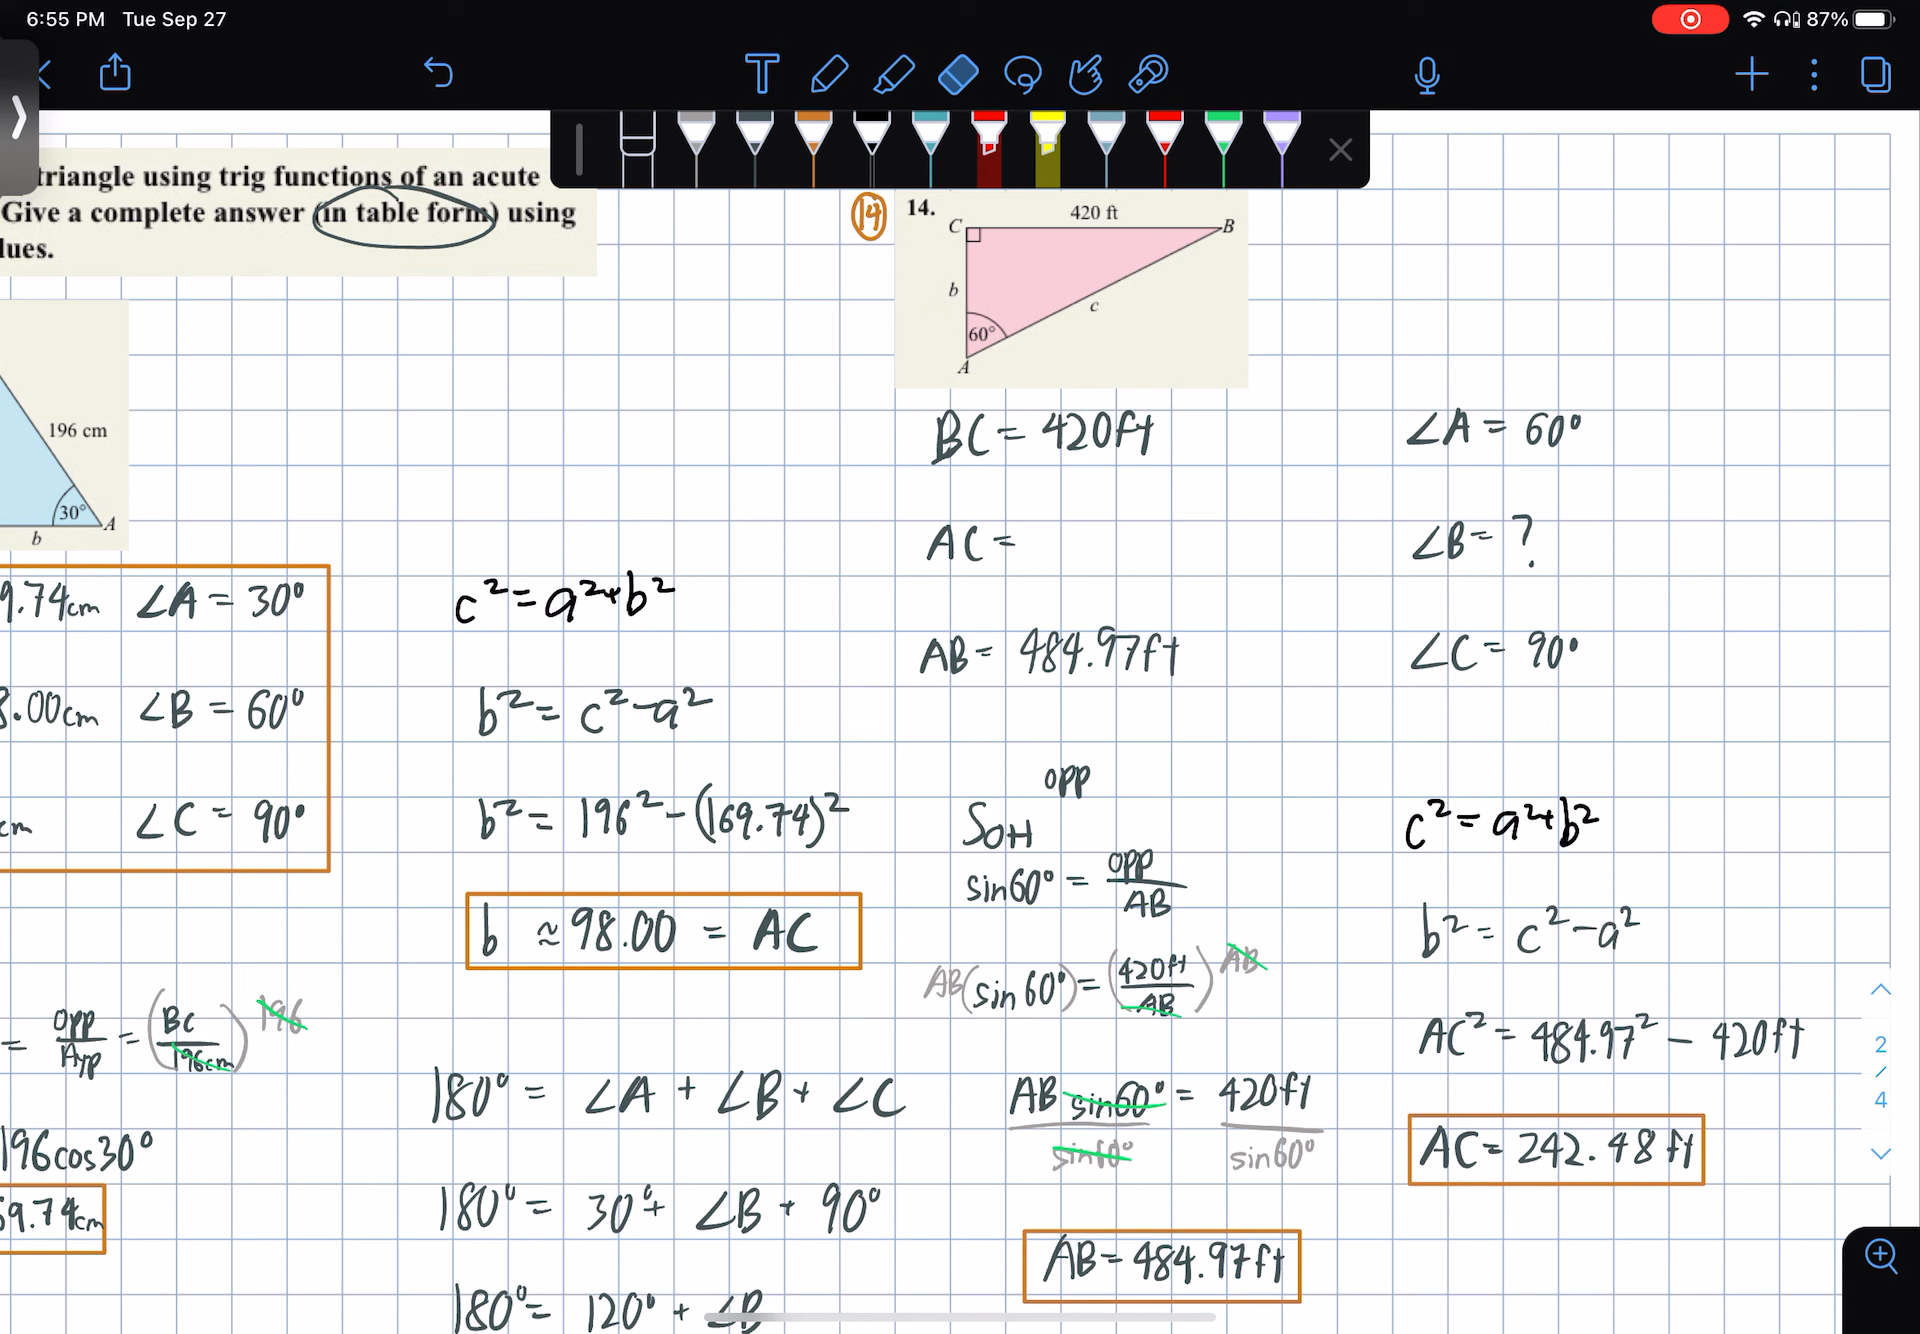 6:55 PM Tue Sep 27
87%
triangle using trig functions of an acute
Give a complete answer (in table form) using
lues.
196 cm
30°
A
b
9.74cm ∠A = 30°
8.00cm ∠B = 60°
cm ∠C = 90°
= opp/Hyp = (BC/196cm) 196
196cos30°
69.74cm
c² = a²+b²
b² = c²-a²
b² = 196² - (169.74)²
b ≈ 98.00 = AC
180° = ∠A + ∠B + ∠C
180° = 30° + ∠B + 90°
180° = 120° + ∠B
14
14.
420 ft
C
B
b
c
60°
A
BC = 420ft
∠A = 60°
AC =
∠B = ?
AB = 484.97ft
∠C = 90°
opp
SOH
sin60° = opp/AB
AB(sin60°) = (420ft/AB) AB
AB sin60° = 420ft
sin60° sin60°
AB = 484.97ft
c² = a²+b²
b² = c²-a²
AC² = 484.97² - 420ft
AC = 242.48 ft
2
/
4